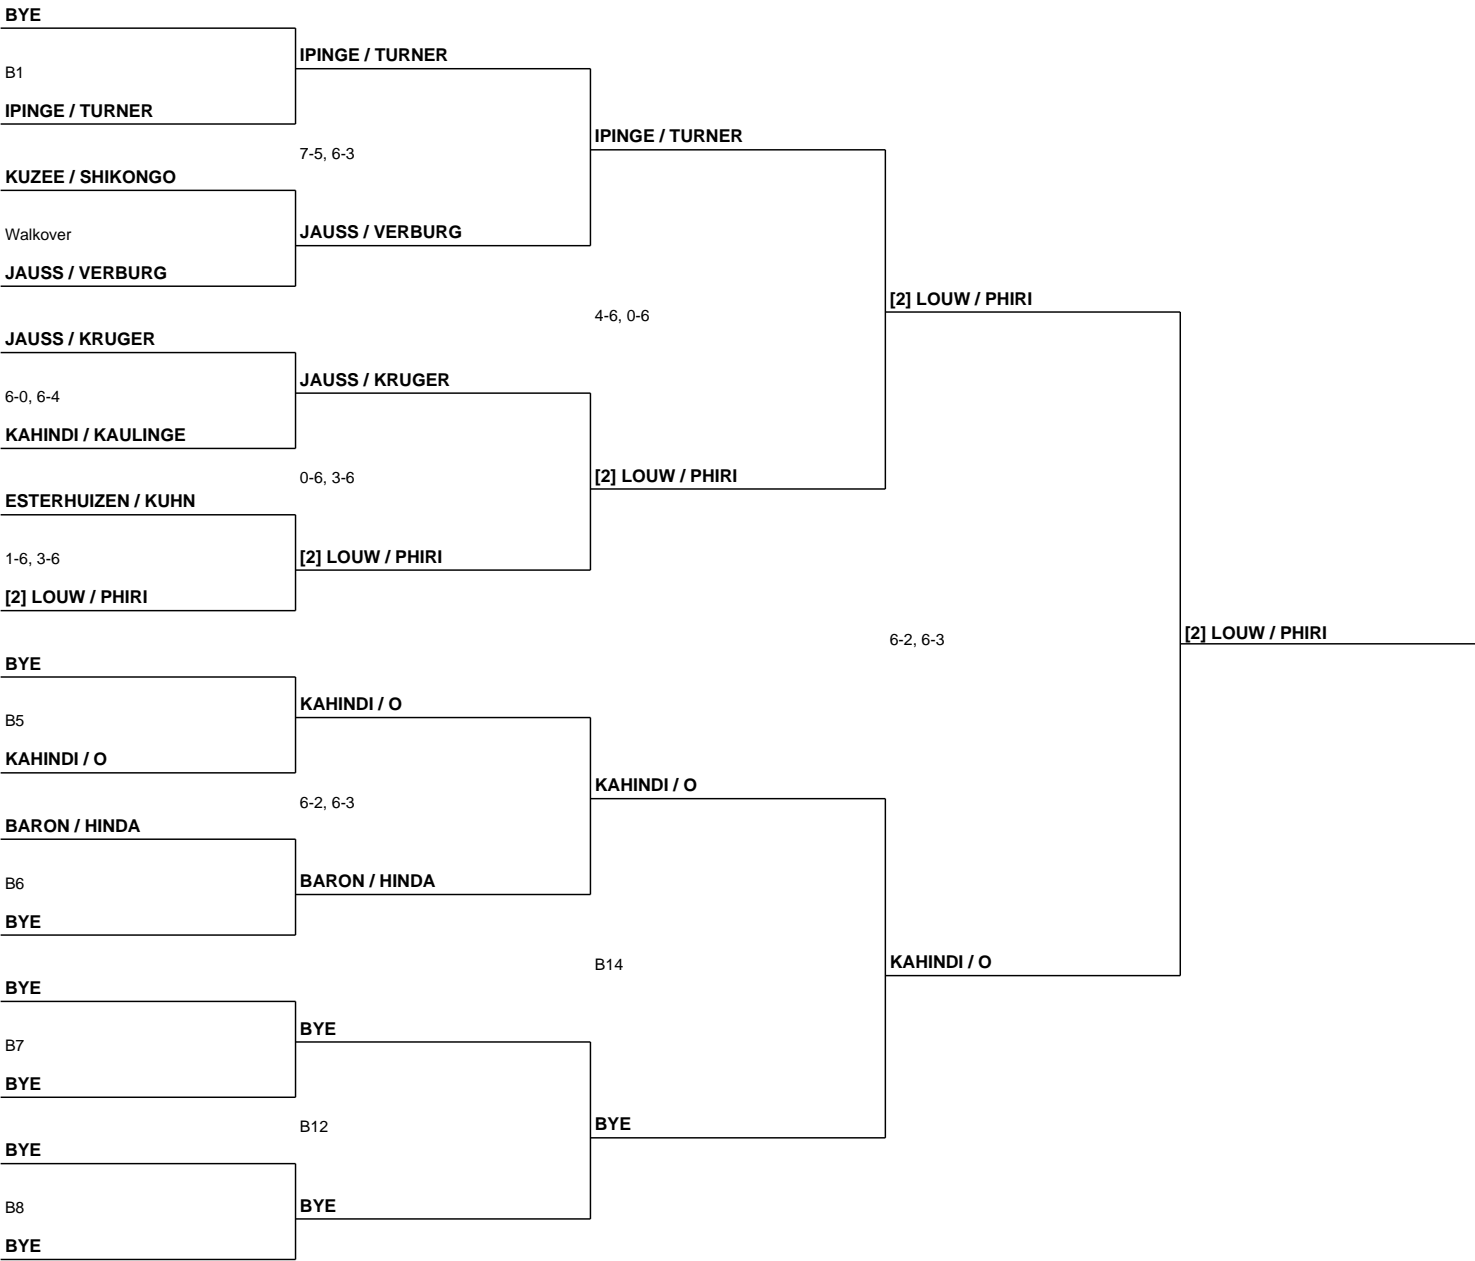 BYE
IPINGE / TURNER
B1
IPINGE / TURNER
IPINGE / TURNER
7-5, 6-3
KUZEE / SHIKONGO
JAUSS / VERBURG
Walkover
JAUSS / VERBURG
[2] LOUW / PHIRI
4-6, 0-6
JAUSS / KRUGER
JAUSS / KRUGER
6-0, 6-4
KAHINDI / KAULINGE
[2] LOUW / PHIRI
0-6, 3-6
ESTERHUIZEN / KUHN
[2] LOUW / PHIRI
1-6, 3-6
[2] LOUW / PHIRI
[2] LOUW / PHIRI
6-2, 6-3
BYE
KAHINDI / O
B5
KAHINDI / O
KAHINDI / O
6-2, 6-3
BARON / HINDA
BARON / HINDA
B6
BYE
KAHINDI / O
B14
BYE
BYE
B7
BYE
BYE
B12
BYE
BYE
B8
BYE